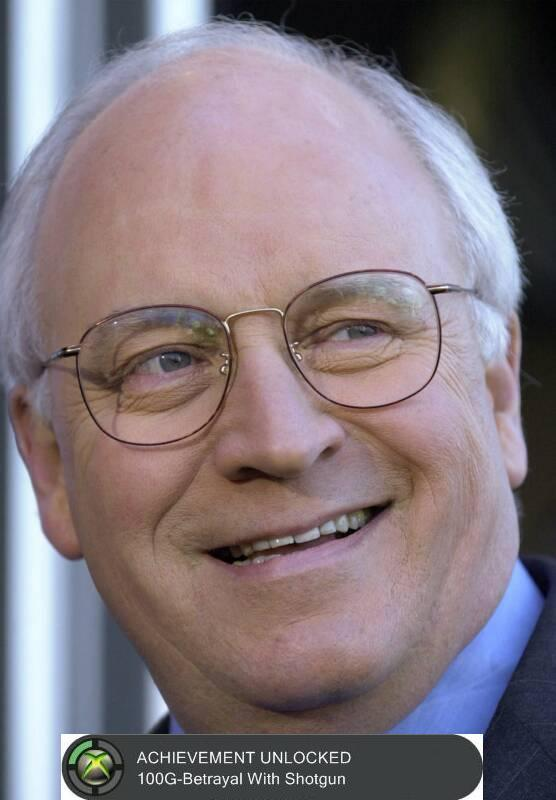 ACHIEVEMENT UNLOCKED
100G-Betrayal With Shotgun